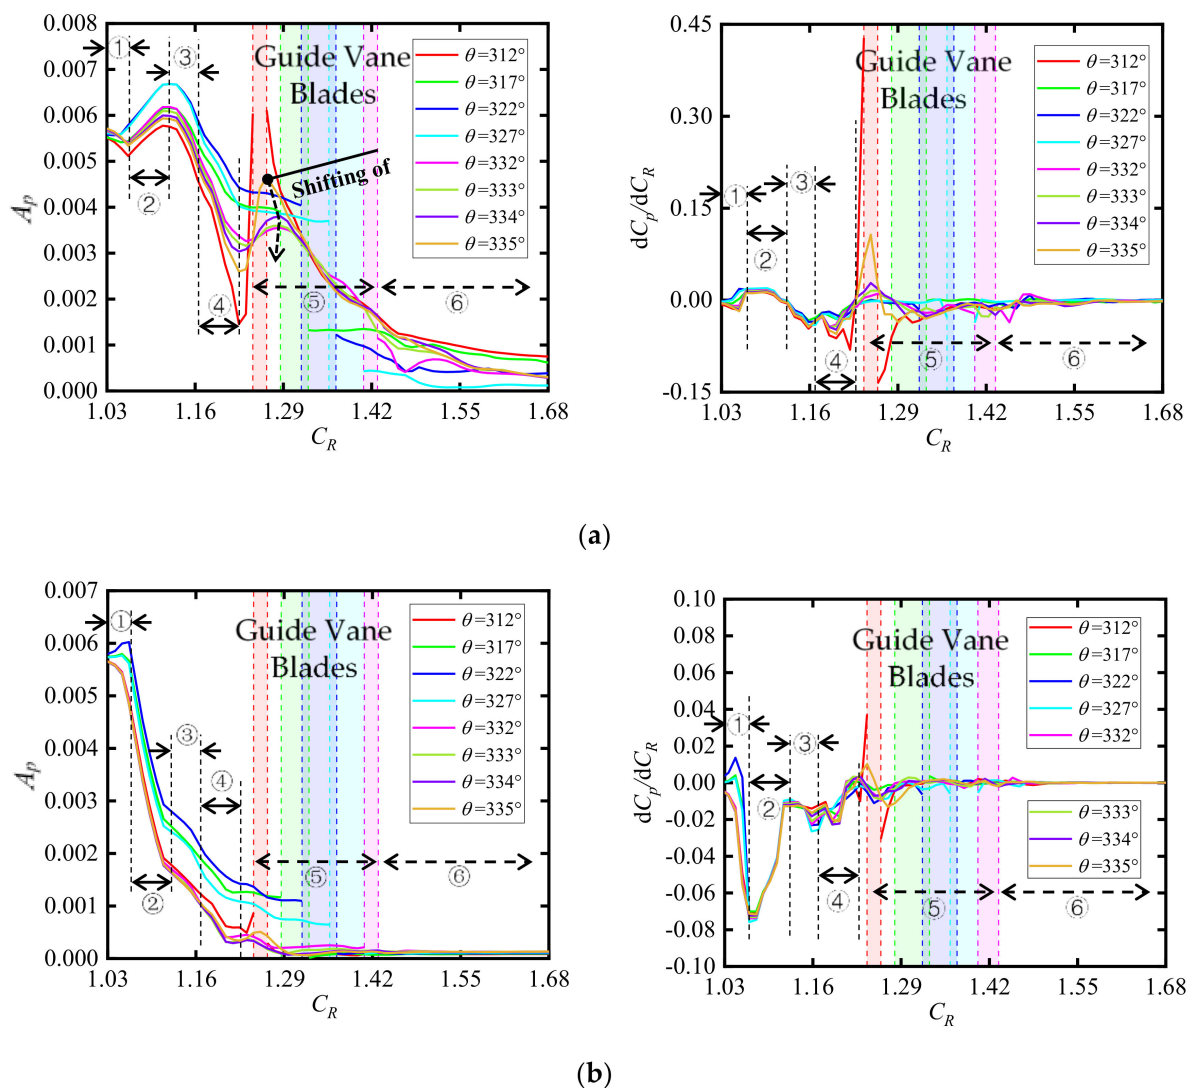 0.008
0.007
0.006
0.005
0.004
0.003
0.002
0.001
0.000
A_p
1.03 1.16 1.29 1.42 1.55 1.68
C_R
① ② ③ ④ ⑤ ⑥
Guide Vane
Blades
Shifting of
θ=312°
θ=317°
θ=322°
θ=327°
θ=332°
θ=333°
θ=334°
θ=335°
0.45
0.30
0.15
0.00
-0.15
dC_p/dC_R
1.03 1.16 1.29 1.42 1.55 1.68
C_R
① ② ③ ④ ⑤ ⑥
Guide Vane
Blades
θ=312°
θ=317°
θ=322°
θ=327°
θ=332°
θ=333°
θ=334°
θ=335°
(a)
0.007
0.006
0.005
0.004
0.003
0.002
0.001
0.000
A_p
1.03 1.16 1.29 1.42 1.55 1.68
C_R
① ② ③ ④ ⑤ ⑥
Guide Vane
Blades
θ=312°
θ=317°
θ=322°
θ=327°
θ=332°
θ=333°
θ=334°
θ=335°
0.10
0.08
0.06
0.04
0.02
0.00
-0.02
-0.04
-0.06
-0.08
-0.10
dC_p/dC_R
1.03 1.16 1.29 1.42 1.55 1.68
C_R
① ② ③ ④ ⑤ ⑥
Guide Vane
Blades
θ=312°
θ=317°
θ=322°
θ=327°
θ=332°
θ=333°
θ=334°
θ=335°
(b)